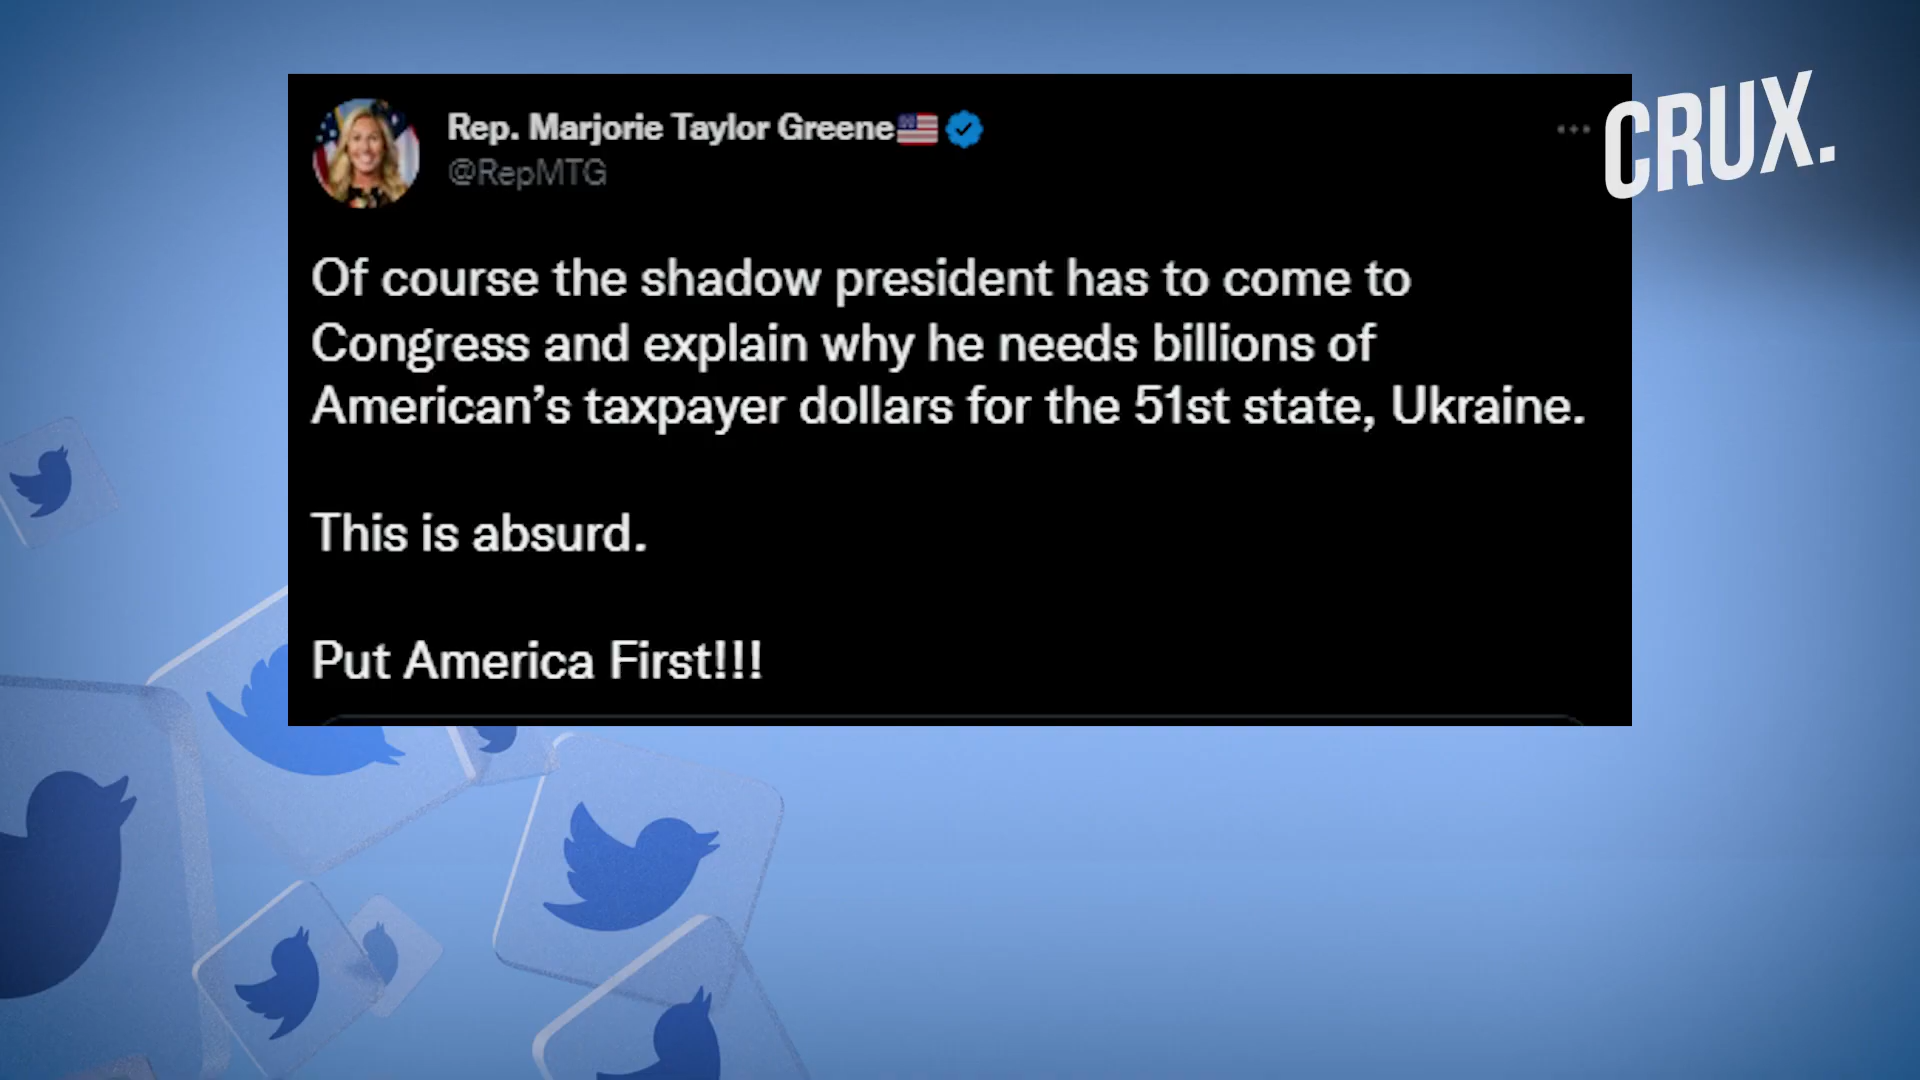 CRUX.
Rep. Marjorie Taylor Greene
@RepMTG
Of course the shadow president has to come to
Congress and explain why he needs billions of
American’s taxpayer dollars for the 51st state, Ukraine.
This is absurd.
Put America First!!!